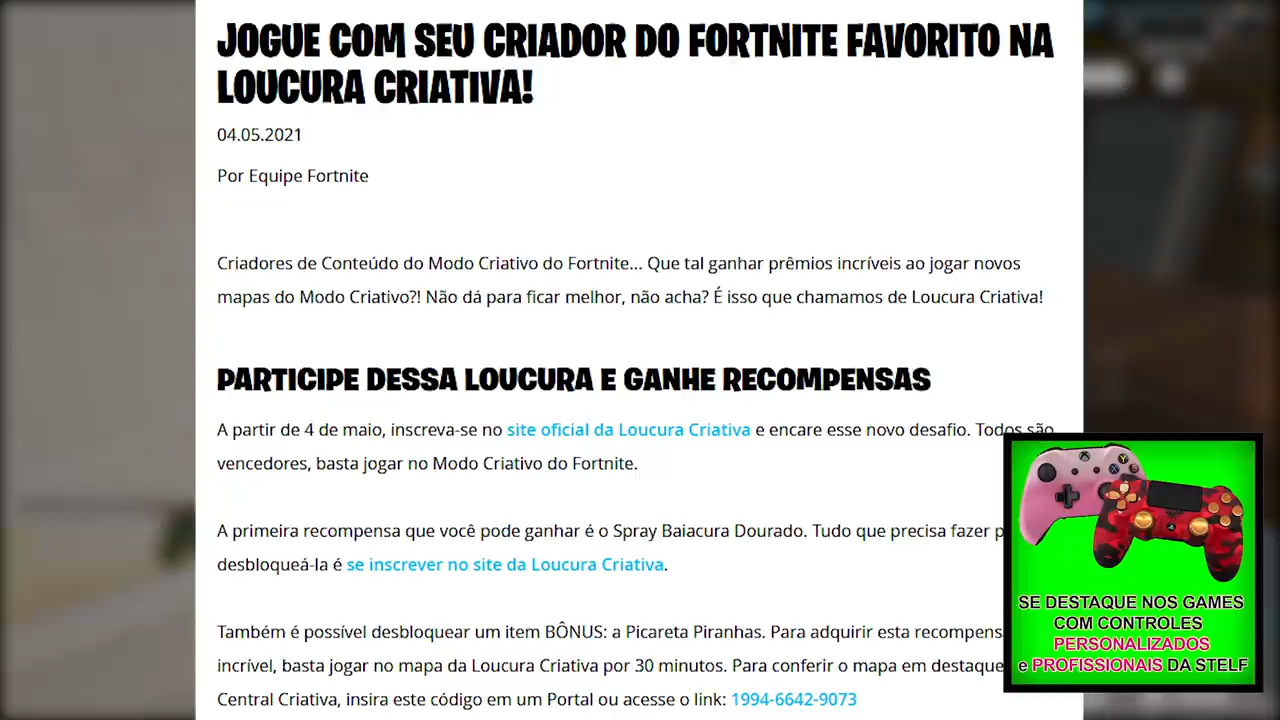 JOGUE COM SEU CRIADOR DO FORTNITE FAVORITO NA
LOUCURA CRIATIVA!
04.05.2021
Por Equipe Fortnite
Criadores de Conteúdo do Modo Criativo do Fortnite... Que tal ganhar prêmios incríveis ao jogar novos
mapas do Modo Criativo?! Não dá para ficar melhor, não acha? É isso que chamamos de Loucura Criativa!
PARTICIPE DESSA LOUCURA E GANHE RECOMPENSAS
A partir de 4 de maio, inscreva-se no site oficial da Loucura Criativa e encare esse novo desafio. Todos são
vencedores, basta jogar no Modo Criativo do Fortnite.
A primeira recompensa que você pode ganhar é o Spray Baiacura Dourado. Tudo que precisa fazer
desbloqueá-la é se inscrever no site da Loucura Criativa.
Também é possível desbloquear um item BÔNUS: a Picareta Piranhas. Para adquirir esta
incrível, basta jogar no mapa da Loucura Criativa por 30 minutos. Para conferir o mapa em destaque
Central Criativa, insira este código em um Portal ou acesse o link: 1994-6642-9073
SE DESTAQUE NOS GAMES
COM CONTROLES
PERSONALIZADOS
e PROFISSIONAIS DA STELF